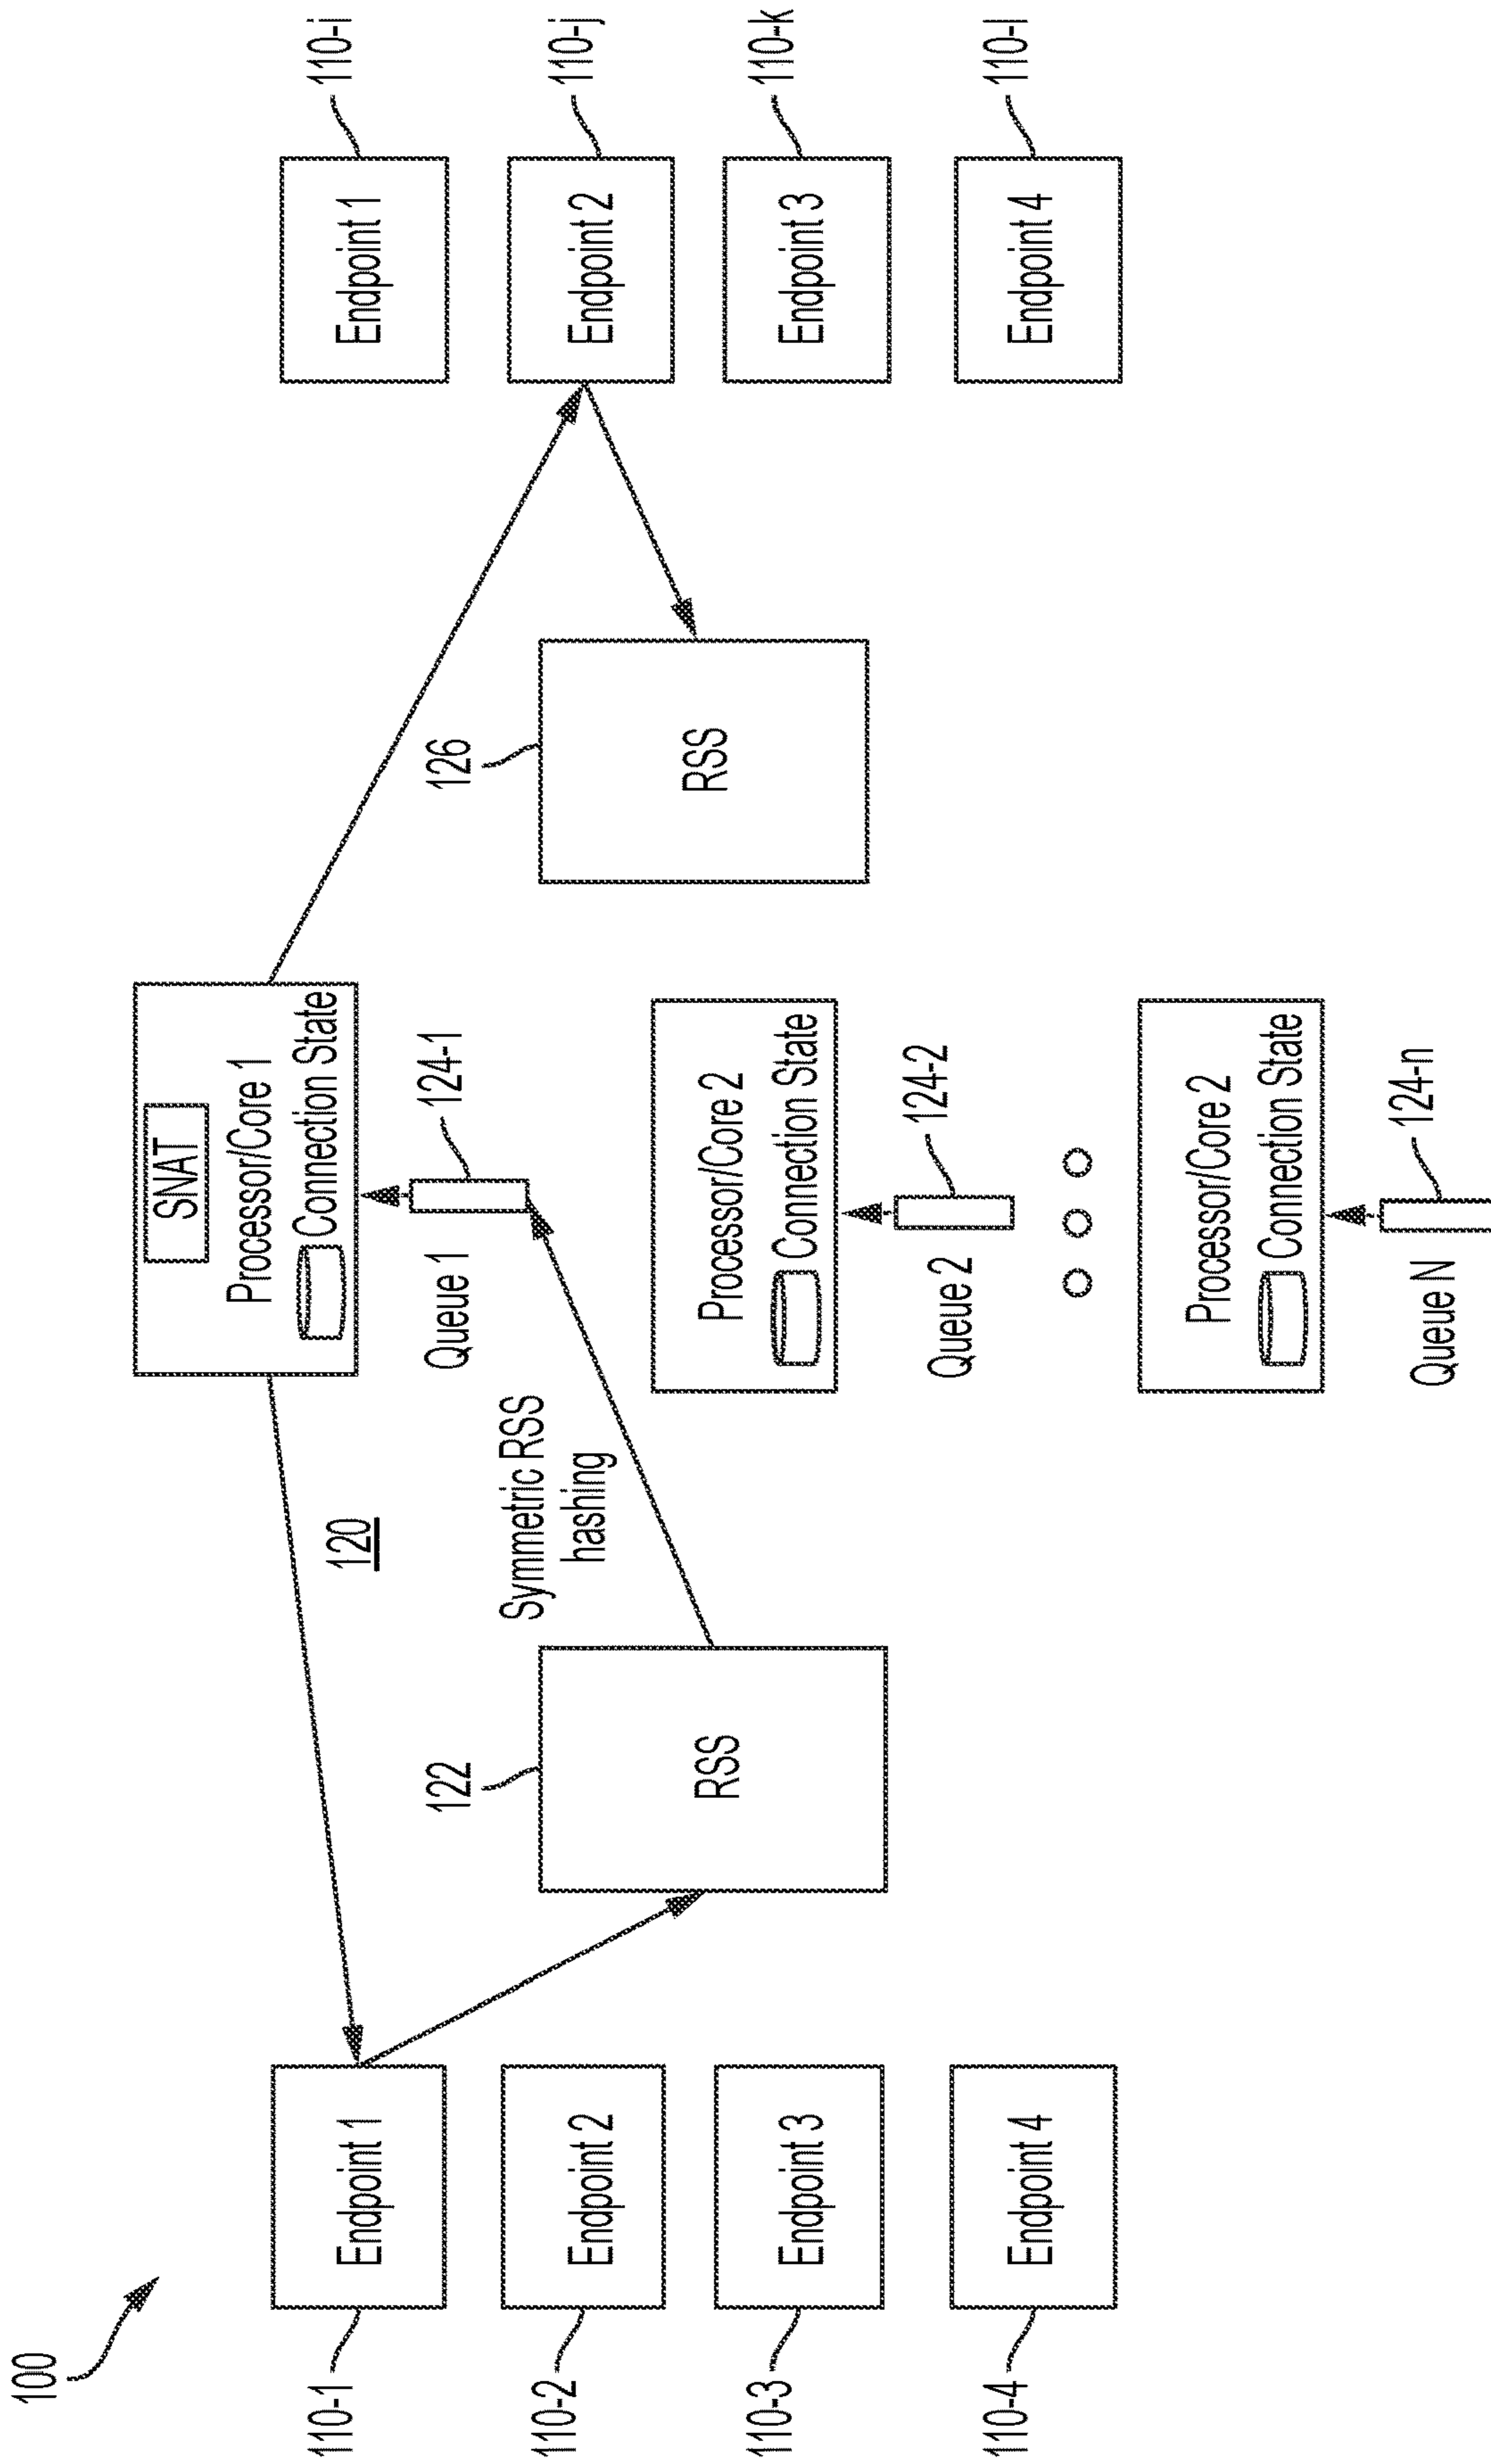 100
110-1
Endpoint 1
110-2
Endpoint 2
110-3
Endpoint 3
110-4
Endpoint 4
120
122
RSS
Symmetric RSS
hashing
SNAT
Processor/Core 1
Connection State
Queue 1
124-1
Processor/Core 2
Connection State
Queue 2
124-2
Processor/Core 2
Connection State
Queue N
124-n
126
RSS
Endpoint 1
110-i
Endpoint 2
110-j
Endpoint 3
110-k
Endpoint 4
110-l